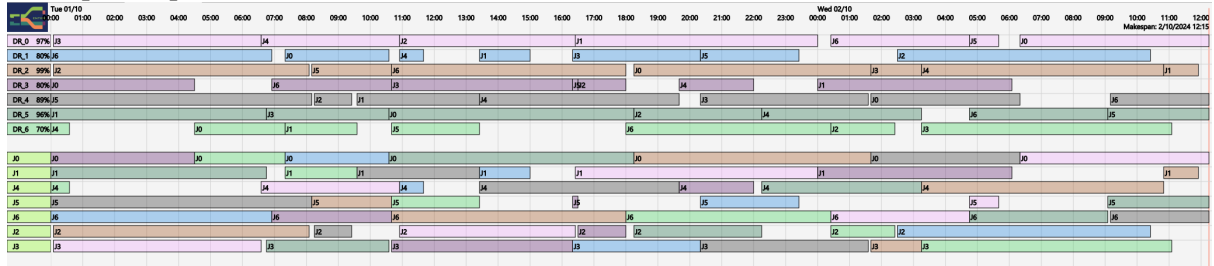 Tue 01/10 Wed 02/10
0:00 01:00 02:00 03:00 04:00 05:00 06:00 07:00 08:00 09:00 10:00 11:00 12:00 13:00 14:00 15:00 16:00 17:00 18:00 19:00 20:00 21:00 22:00 23:00 00:00 01:00 02:00 03:00 04:00 05:00 06:00 07:00 08:00 09:00 10:00 11:00 12:00
Makespan: 2/10/2024 12:15
DR_0 97% J3 J4 J2 J1 J6 J5 J0
DR_1 80% J6 J0 J4 J1 J3 J5 J2
DR_2 99% J2 J5 J6 J0 J3 J4 J1
DR_3 80% J0 J6 J3 J5 J2 J4 J1
DR_4 89% J5 J2 J1 J4 J3 J0 J6
DR_5 96% J1 J3 J0 J2 J4 J6 J5
DR_6 70% J4 J0 J1 J5 J6 J2 J3
J0 J0 J0 J0 J0 J0 J0 J0
J1 J1 J1 J1 J1 J1 J1 J1
J4 J4 J4 J4 J4 J4 J4 J4
J5 J5 J5 J5 J5 J5 J5 J5
J6 J6 J6 J6 J6 J6 J6 J6
J2 J2 J2 J2 J2 J2 J2 J2
J3 J3 J3 J3 J3 J3 J3 J3